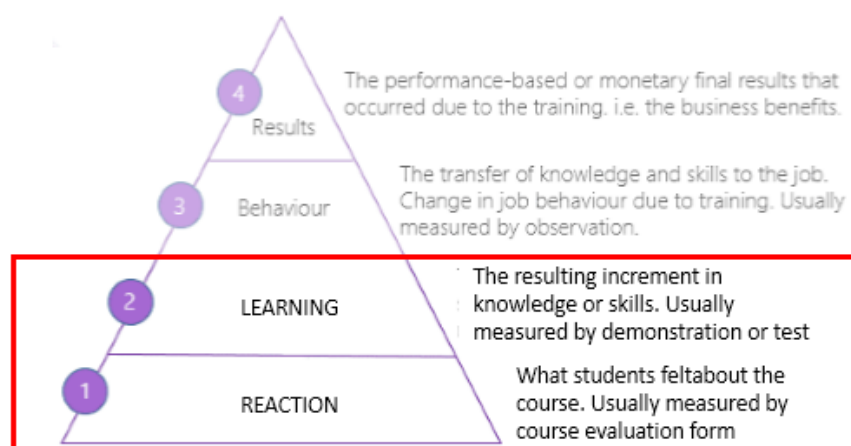 4
The performance-based or monetary final results that
occurred due to the training. i.e. the business benefits.
Results
The transfer of knowledge and skills to the job.
3
Behaviour
Change in job behaviour due to training. Usually
measured by observation.
The resulting increment in
2
LEARNING
knowledge or skills. Usually
measured by demonstration or test
What students feltabout the
1
REACTION
course. Usually measured by
course evaluation form